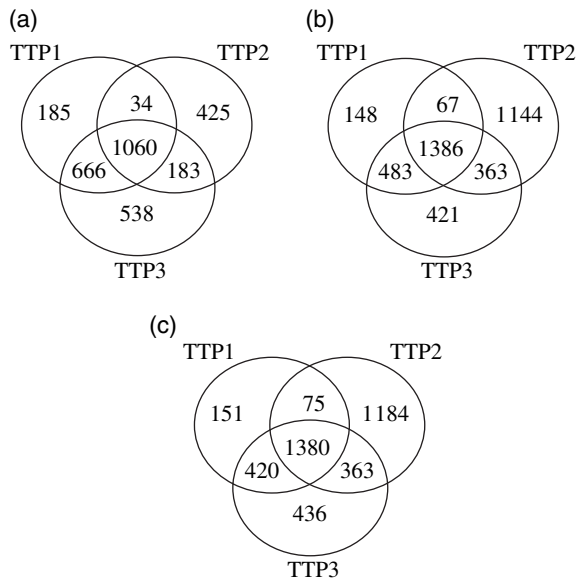 (a)
TTP1 TTP2
185 34 425
1060
666 183
538
TTP3
(b)
TTP1 TTP2
148 67 1144
1386
483 363
421
TTP3
(c)
TTP1 TTP2
151 75 1184
1380
420 363
436
TTP3